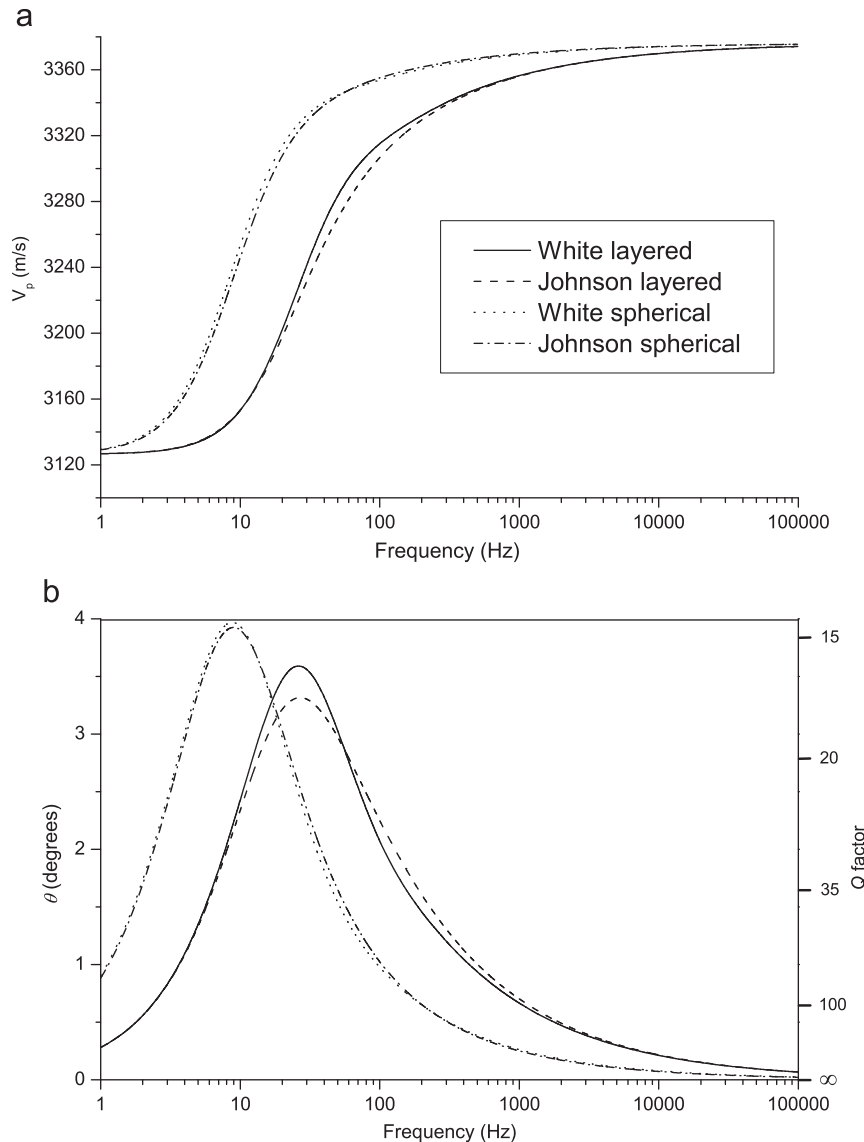 a
3360
3320
3280
3240
3200
3160
3120
Vp (m/s)
White layered
Johnson layered
White spherical
Johnson spherical
1 10 100 1000 10000 100000
Frequency (Hz)
b
4
3
2
1
0
θ (degrees)
15
20
35
100
∞
Q factor
1 10 100 1000 10000 100000
Frequency (Hz)